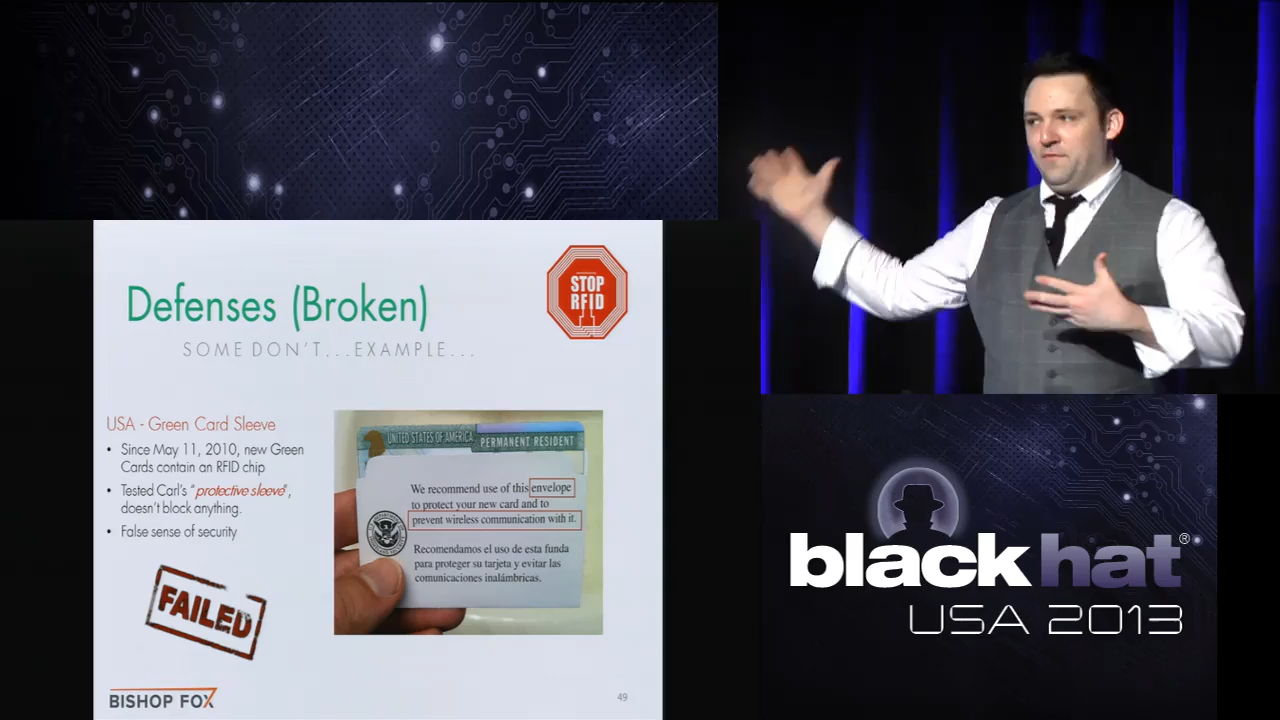 Defenses (Broken)
SOME DON'T...EXAMPLE...
STOP
RFID
USA - Green Card Sleeve
• Since May 11, 2010, new Green
Cards contain an RFID chip
• Tested Carl's "protective sleeve",
doesn't block anything.
• False sense of security
FAILED
UNITED STATES OF AMERICA
PERMANENT RESIDENT
We recommend use of this envelope
to protect your new card and to
prevent wireless communication with it.
Recomendamos el uso de esta funda
para proteger su tarjeta y evitar las
comunicaciones inalámbricas.
BISHOP FOX
49
black hat®
USA 2013